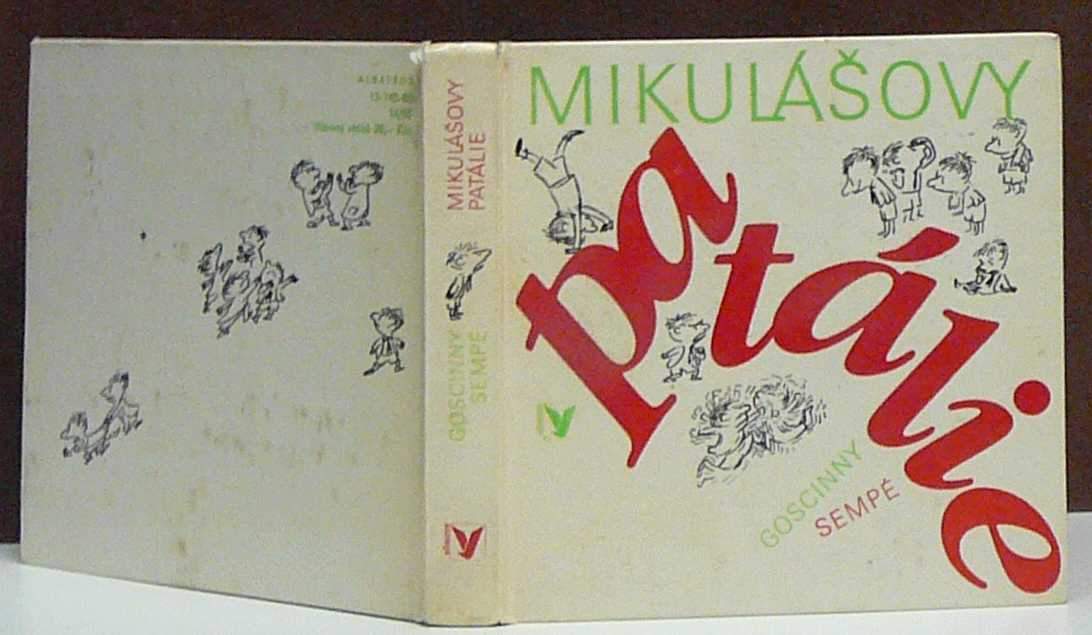 ALBATROS
MIKULÁŠOVY
PATÁLIE
GOSCINNY
SEMPÉ
MIKULÁŠOVY
patálie
GOSCINNY
SEMPÉ